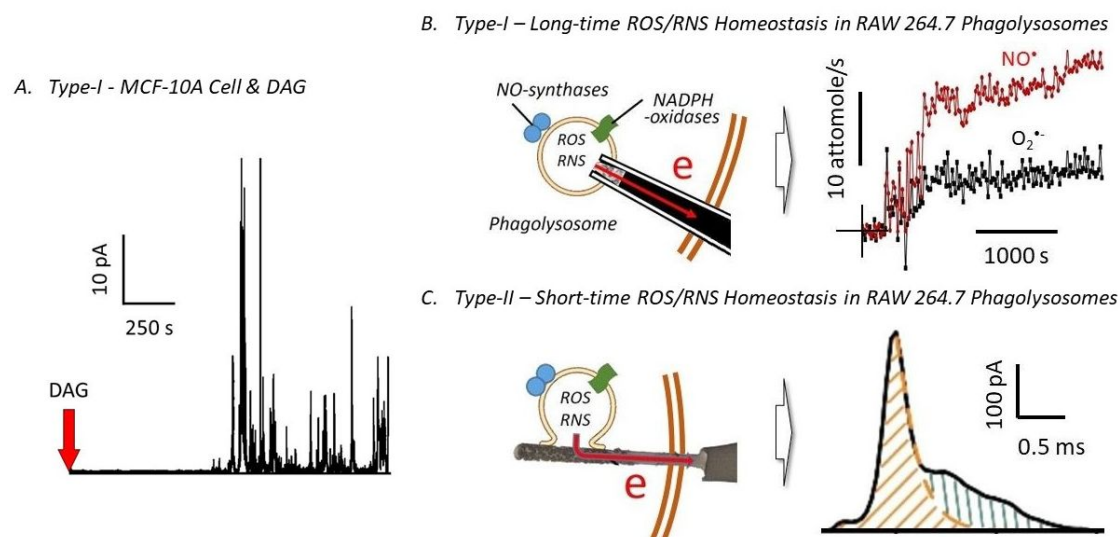 A. Type-I - MCF-10A Cell & DAG
10 pA
250 s
DAG
B. Type-I – Long-time ROS/RNS Homeostasis in RAW 264.7 Phagolysosomes
NO-synthases
NADPH
-oxidases
ROS
RNS
e
Phagolysosome
10 attomole/s
NO•
O2•-
1000 s
C. Type-II – Short-time ROS/RNS Homeostasis in RAW 264.7 Phagolysosomes
ROS
RNS
e
100 pA
0.5 ms